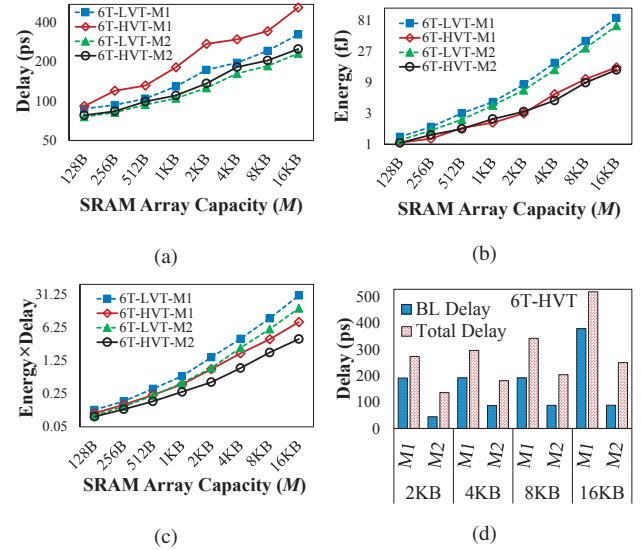 Delay (ps)
400
200
100
50
6T-LVT-M1
6T-HVT-M1
6T-LVT-M2
6T-HVT-M2
128B
256B
512B
1KB
2KB
4KB
8KB
16KB
SRAM Array Capacity (M)
(a)
Energy (fJ)
81
27
9
3
1
6T-LVT-M1
6T-HVT-M1
6T-LVT-M2
6T-HVT-M2
128B
256B
512B
1KB
2KB
4KB
8KB
16KB
SRAM Array Capacity (M)
(b)
Energy×Delay
31.25
6.25
1.25
0.25
0.05
6T-LVT-M1
6T-HVT-M1
6T-LVT-M2
6T-HVT-M2
128B
256B
512B
1KB
2KB
4KB
8KB
16KB
SRAM Array Capacity (M)
(c)
Delay (ps)
500
400
300
200
100
0
BL Delay
Total Delay
6T-HVT
M1 M2 M1 M2 M1 M2 M1 M2
2KB 4KB 8KB 16KB
(d)